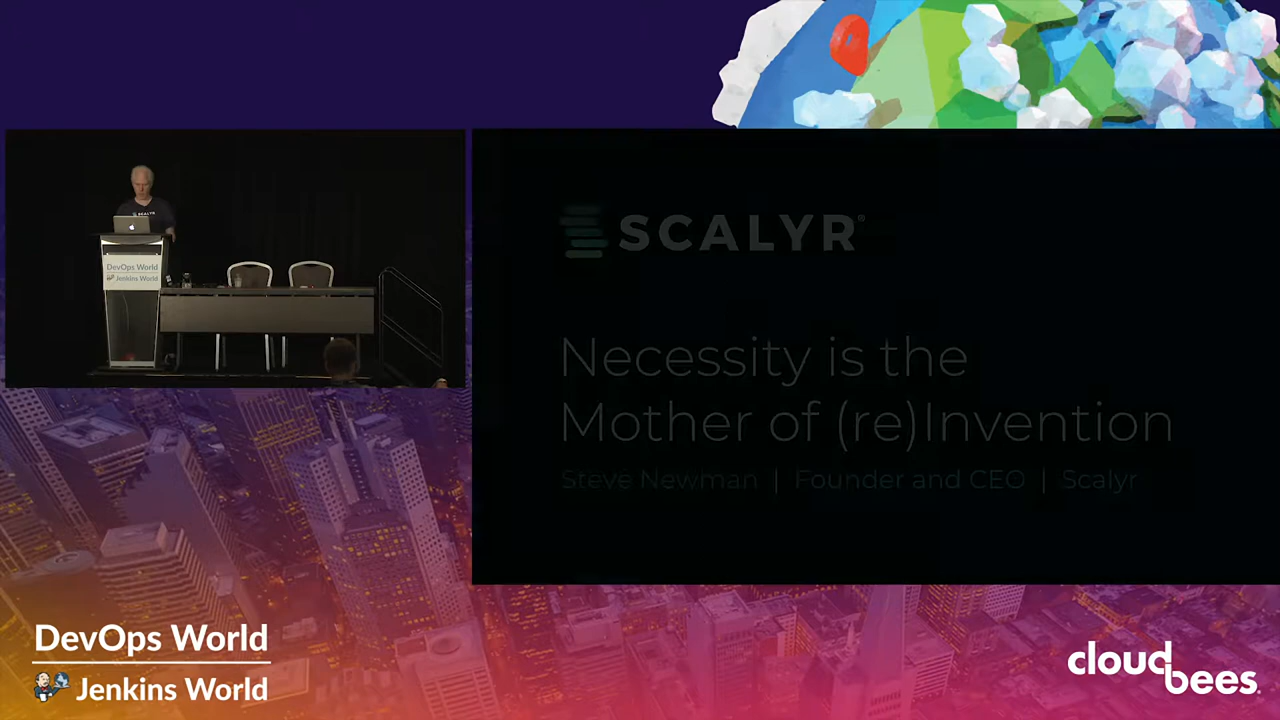 SCALYR®
Necessity is the
Mother of (re)Invention
Steve Newman | Founder and CEO | Scalyr
SCALYR
DevOps World
Jenkins World
DevOps World
Jenkins World
cloudbees.